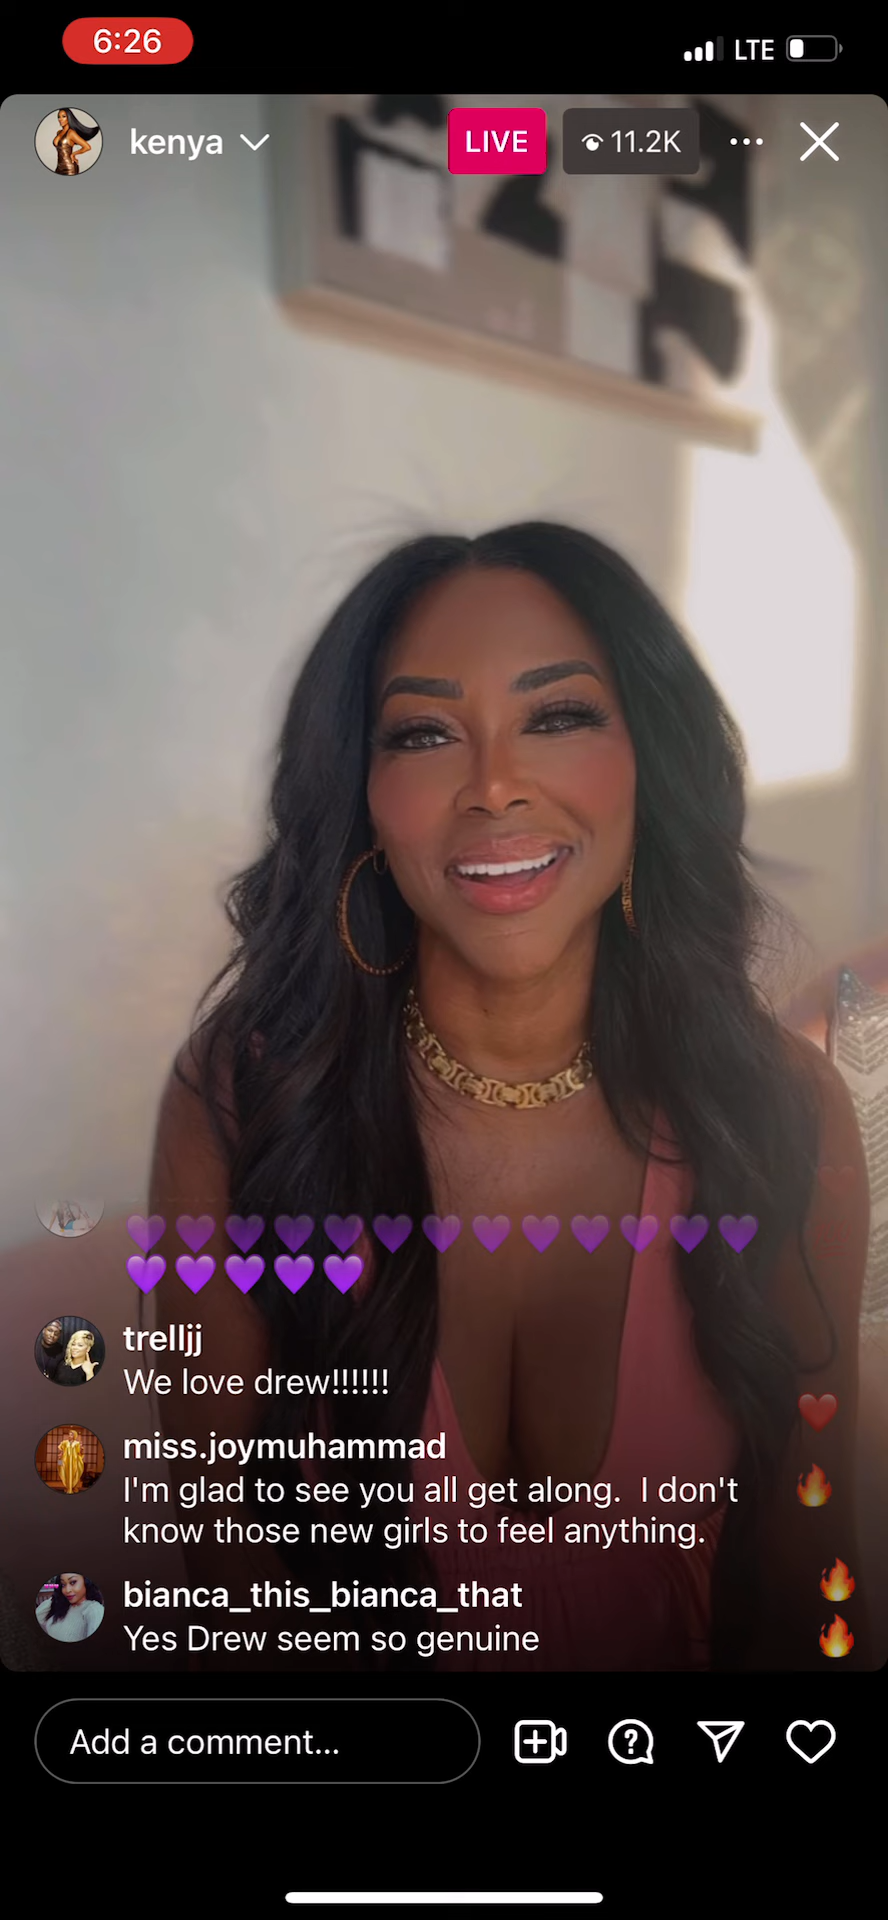 6:26
LTE
kenya
LIVE
11.2K
💜💜💜💜💜💜💜💜💜💜💜💜💜
💜💜💜💜💜
trelljj
We love drew!!!!!!
miss.joymuhammad
I'm glad to see you all get along.  I don't
know those new girls to feel anything.
bianca_this_bianca_that
Yes Drew seem so genuine
Add a comment...